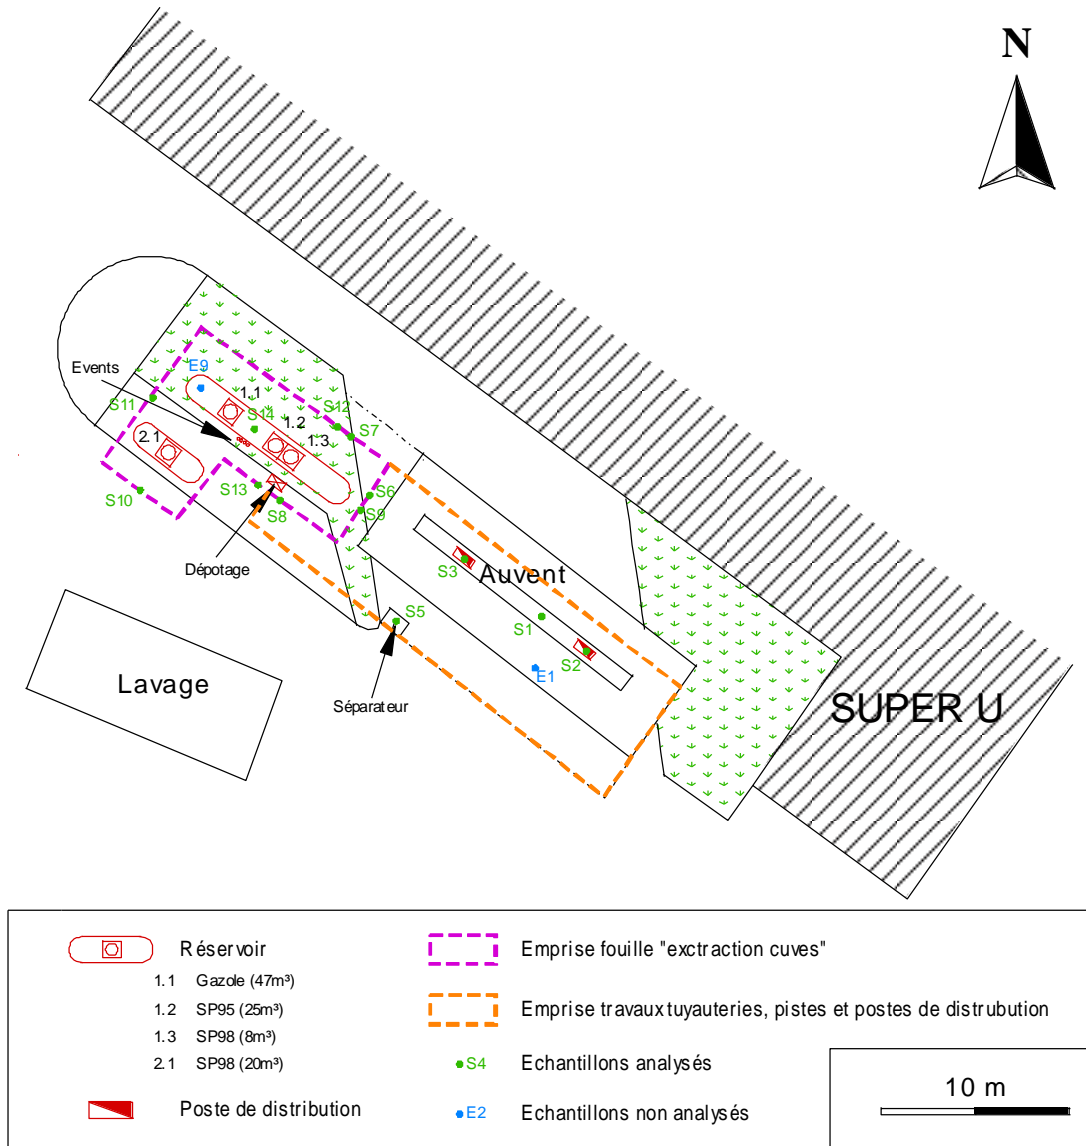 N
Events
E9
1.1
S14
S12
1.2
S7
1.3
S11
2.1
S13
S6
S10
S8
S9
Dépotage
S3
Auvent
S5
S1
S2
E1
Lavage
Séparateur
SUPER U
Réservoir
1.1 Gazole (47m³)
1.2 SP95 (25m³)
1.3 SP98 (8m³)
2.1 SP98 (20m³)
Poste de distribution
Emprise fouille "exctraction cuves"
Emprise travaux tuyauteries, pistes et postes de distrubution
S4 Echantillons analysés
E2 Echantillons non analysés
10 m